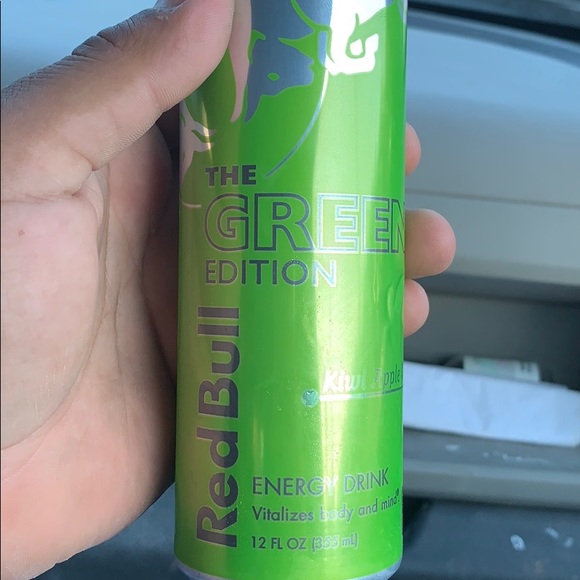 THE
GREEN
EDITION
Red Bull
Kiwi Apple
ENERGY DRINK
Vitalizes body and mind®
12 FL OZ (355 ml)